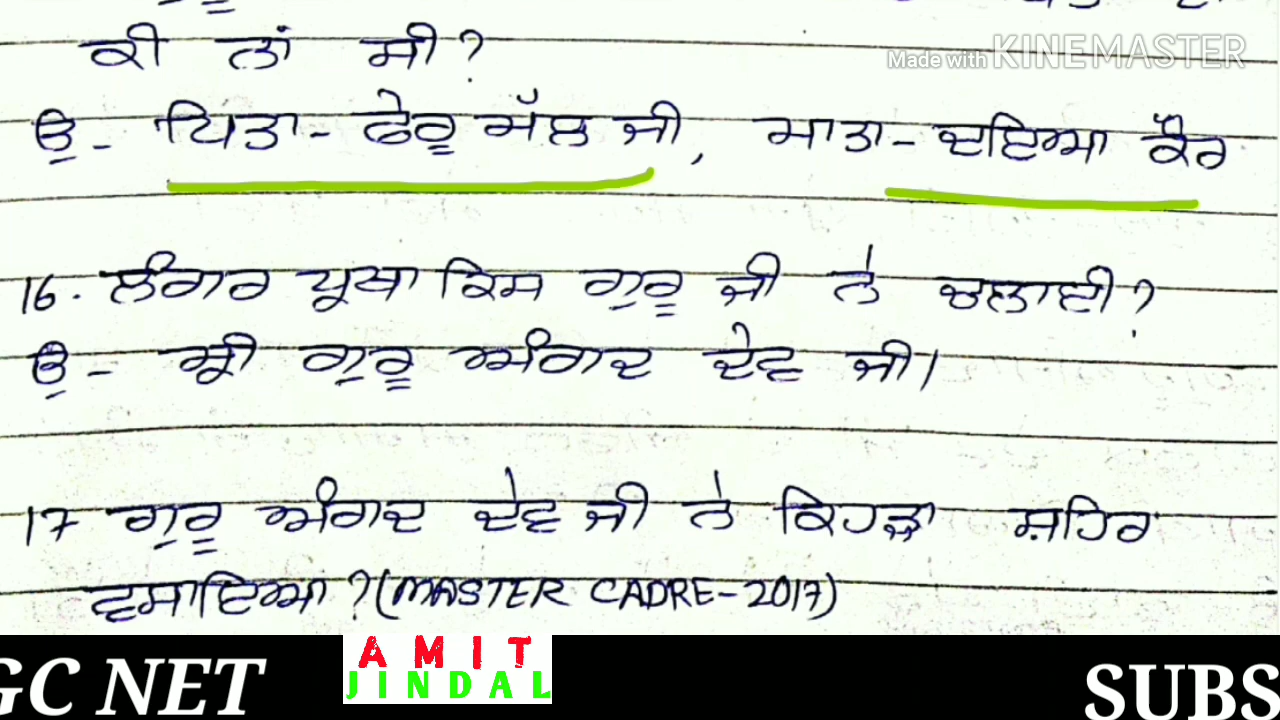 ਕੀ ਨਾਂ ਸੀ?
Made with KINEMASTER
ਉ- ਪਿਤਾ- ਫੇਰੂ ਮੱਲ ਜੀ, ਮਾਤਾ- ਦਇਆ ਕੌਰ
16. ਲੰਗਰ ਪ੍ਰਥਾ ਕਿਸ ਗੁਰੂ ਜੀ ਨੇ ਚਲਾਈ?
ਉ- ਸ੍ਰੀ ਗੁਰੂ ਅੰਗਦ ਦੇਵ ਜੀ।
17 ਗੁਰੂ ਅੰਗਦ ਦੇਵ ਜੀ ਨੇ ਕਿਹੜਾ ਸ਼ਹਿਰ
ਵਸਾਇਆ? (MASTER CADRE-2017)
GC NET
AMIT
JINDAL
SUBS